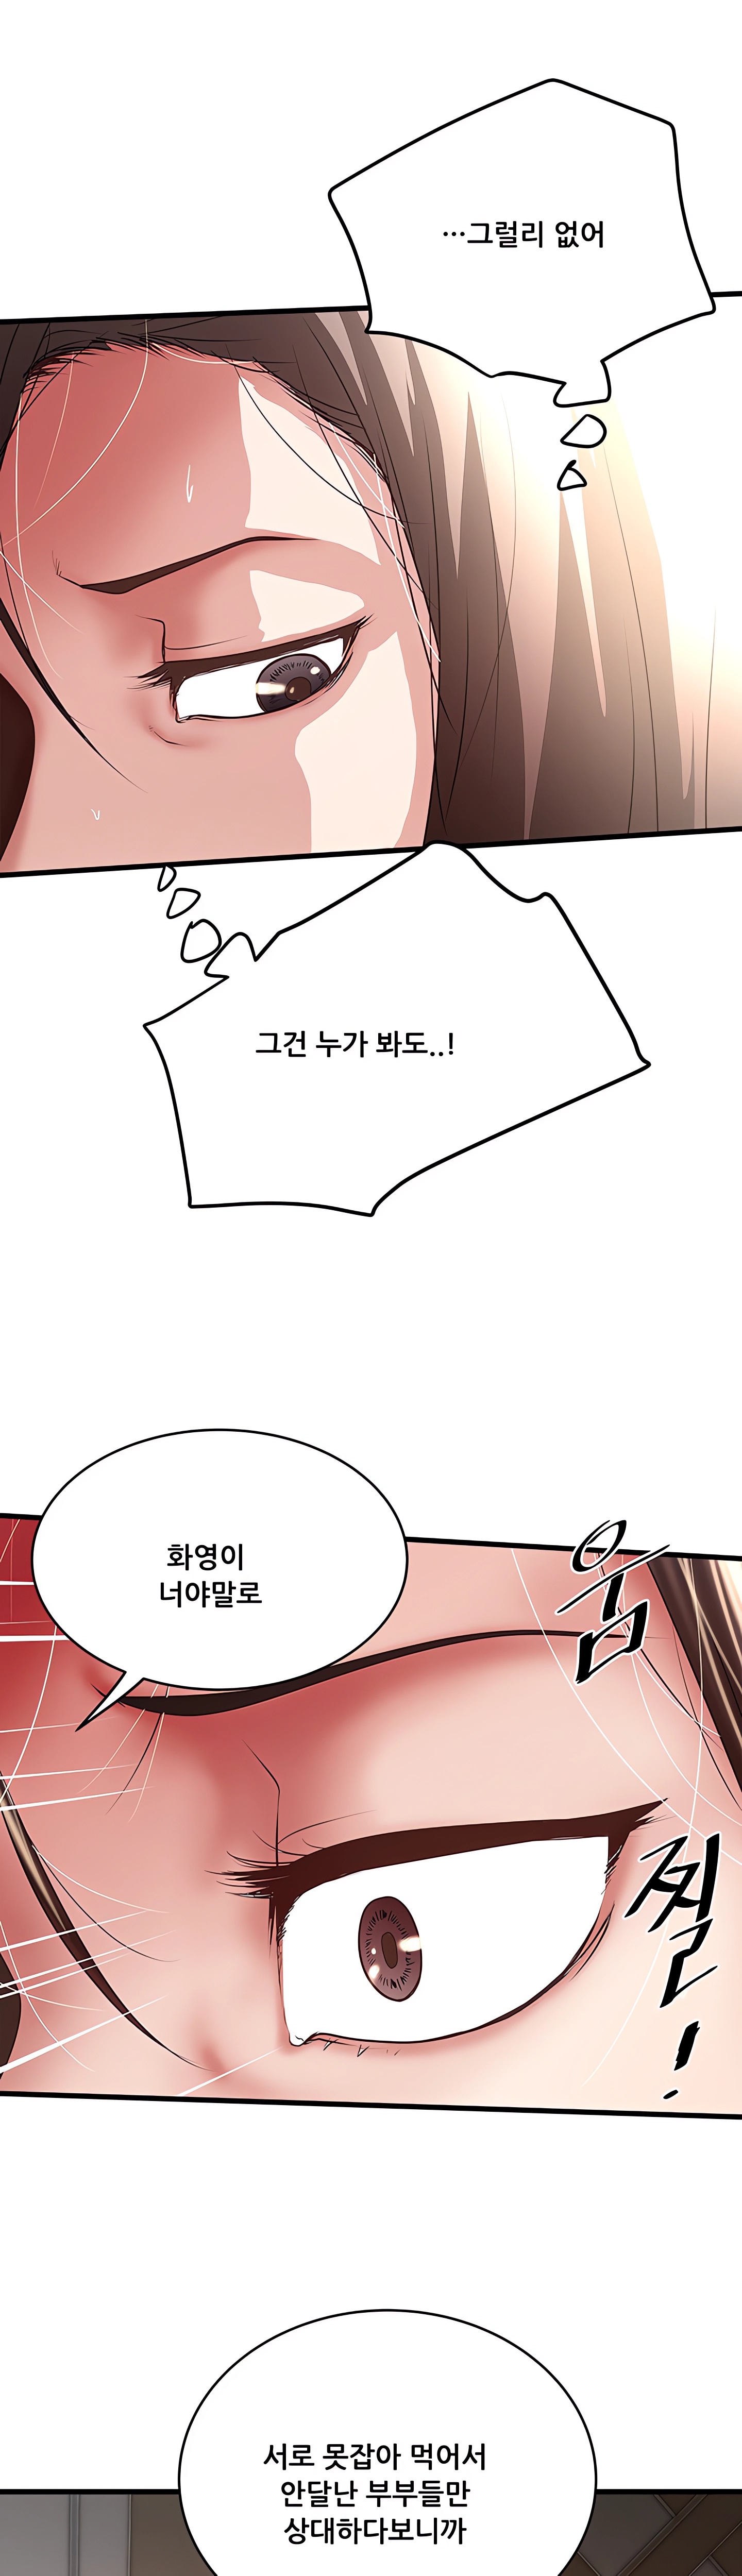 …그럴리 없어
그건 누가 봐도..!
화영이
너야말로
움
찔!
서로 못잡아 먹어서
안달난 부부들만
상대하다보니까